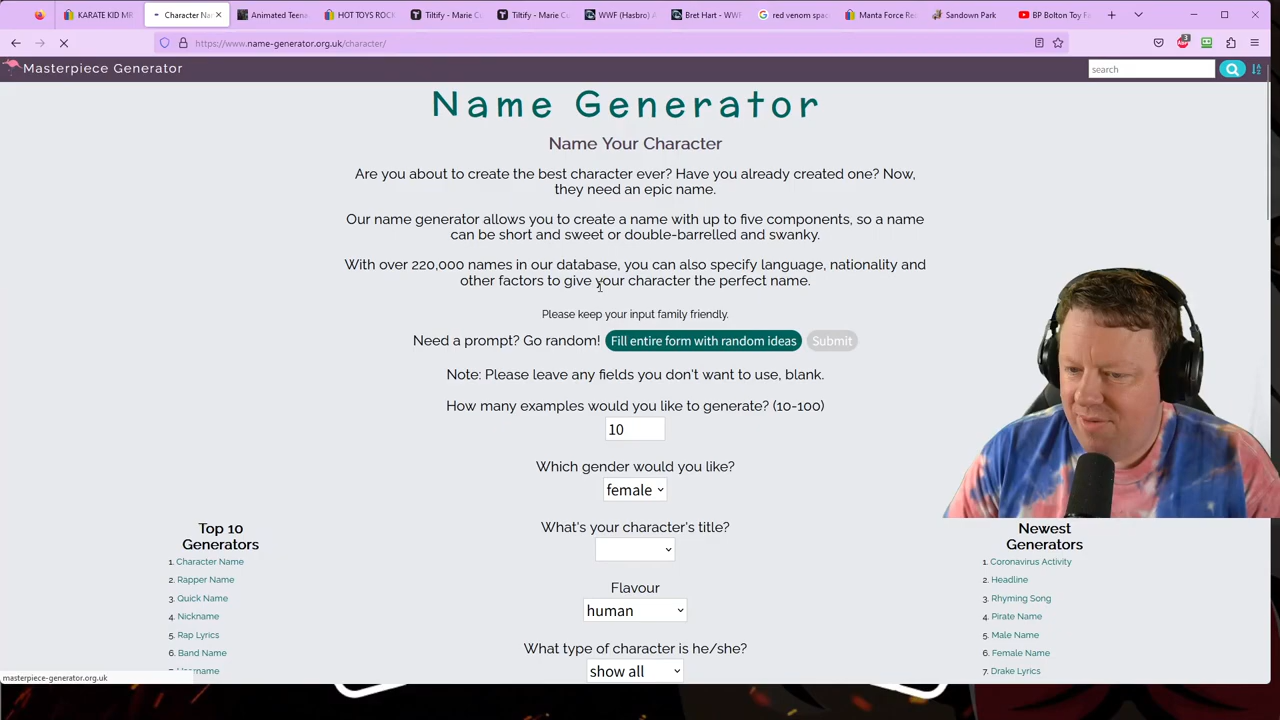 KARATE KID MR
Character Na
Animated Teena
HOT TOYS ROCK
Tiltify - Marie Cu
Tiltify - Marie Cu
WWF (Hasbro) A
Bret Hart - WWF
red venom spac
Manta Force Re
Sandown Park
BP Bolton Toy F
https://www.name-generator.org.uk/character/
3
Masterpiece Generator
search
Name Generator
Name Your Character
Are you about to create the best character ever? Have you already created one? Now,
they need an epic name.
Our name generator allows you to create a name with up to five components, so a name
can be short and sweet or double-barrelled and swanky.
With over 220,000 names in our database, you can also specify language, nationality and
other factors to give your character the perfect name.
Please keep your input family friendly.
Need a prompt? Go random! Fill entire form with random ideas Submit
Note: Please leave any fields you don't want to use, blank.
How many examples would you like to generate? (10-100)
10
Which gender would you like?
female
What's your character's title?
Flavour
human
What type of character is he/she?
show all
Top 10
Generators
1. Character Name
2. Rapper Name
3. Quick Name
4. Nickname
5. Rap Lyrics
6. Band Name
7. Username
Newest
Generators
1. Coronavirus Activity
2. Headline
3. Rhyming Song
4. Pirate Name
5. Male Name
6. Female Name
7. Drake Lyrics
masterpiece-generator.org.uk